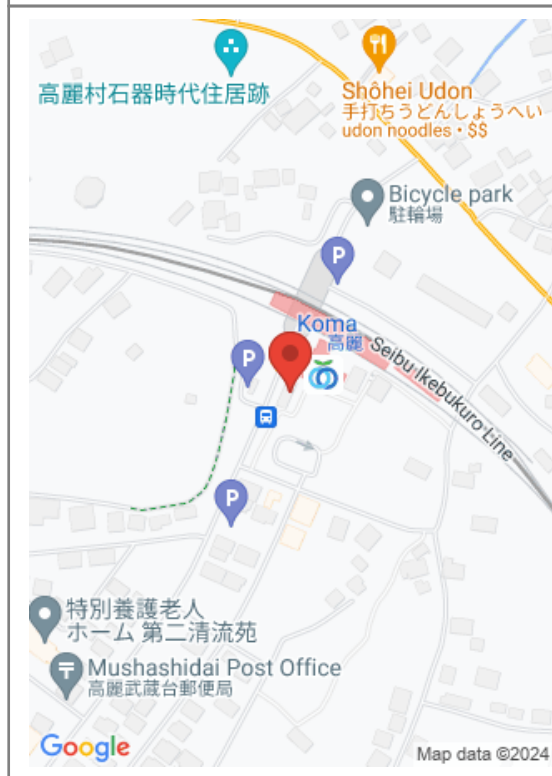 高麗村石器時代住居跡
Shôhei Udon
手打ちうどんしょうへい
udon noodles • $$
Bicycle park
駐輪場
P
Koma
高麗
Seibu Ikebukuro Line
P
P
特別養護老人
ホーム 第二清流苑
Mushashidai Post Office
高麗武蔵台郵便局
Google
Map data ©2024